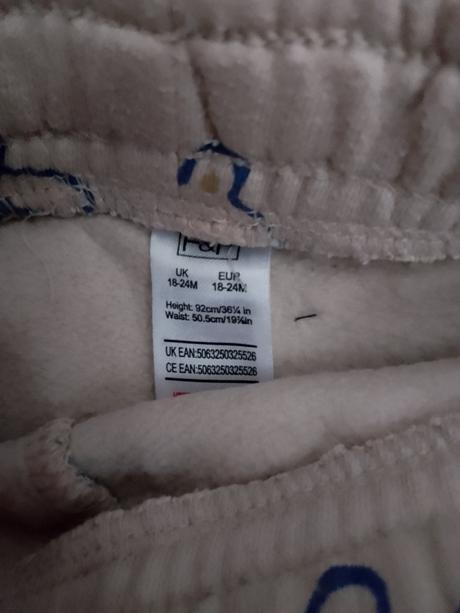 F&F
UK EUR
18-24M 18-24M
Height: 92cm/36¼ in
Waist: 50.5cm/19¾in
UK EAN:5063250325526
CE EAN:5063250325526